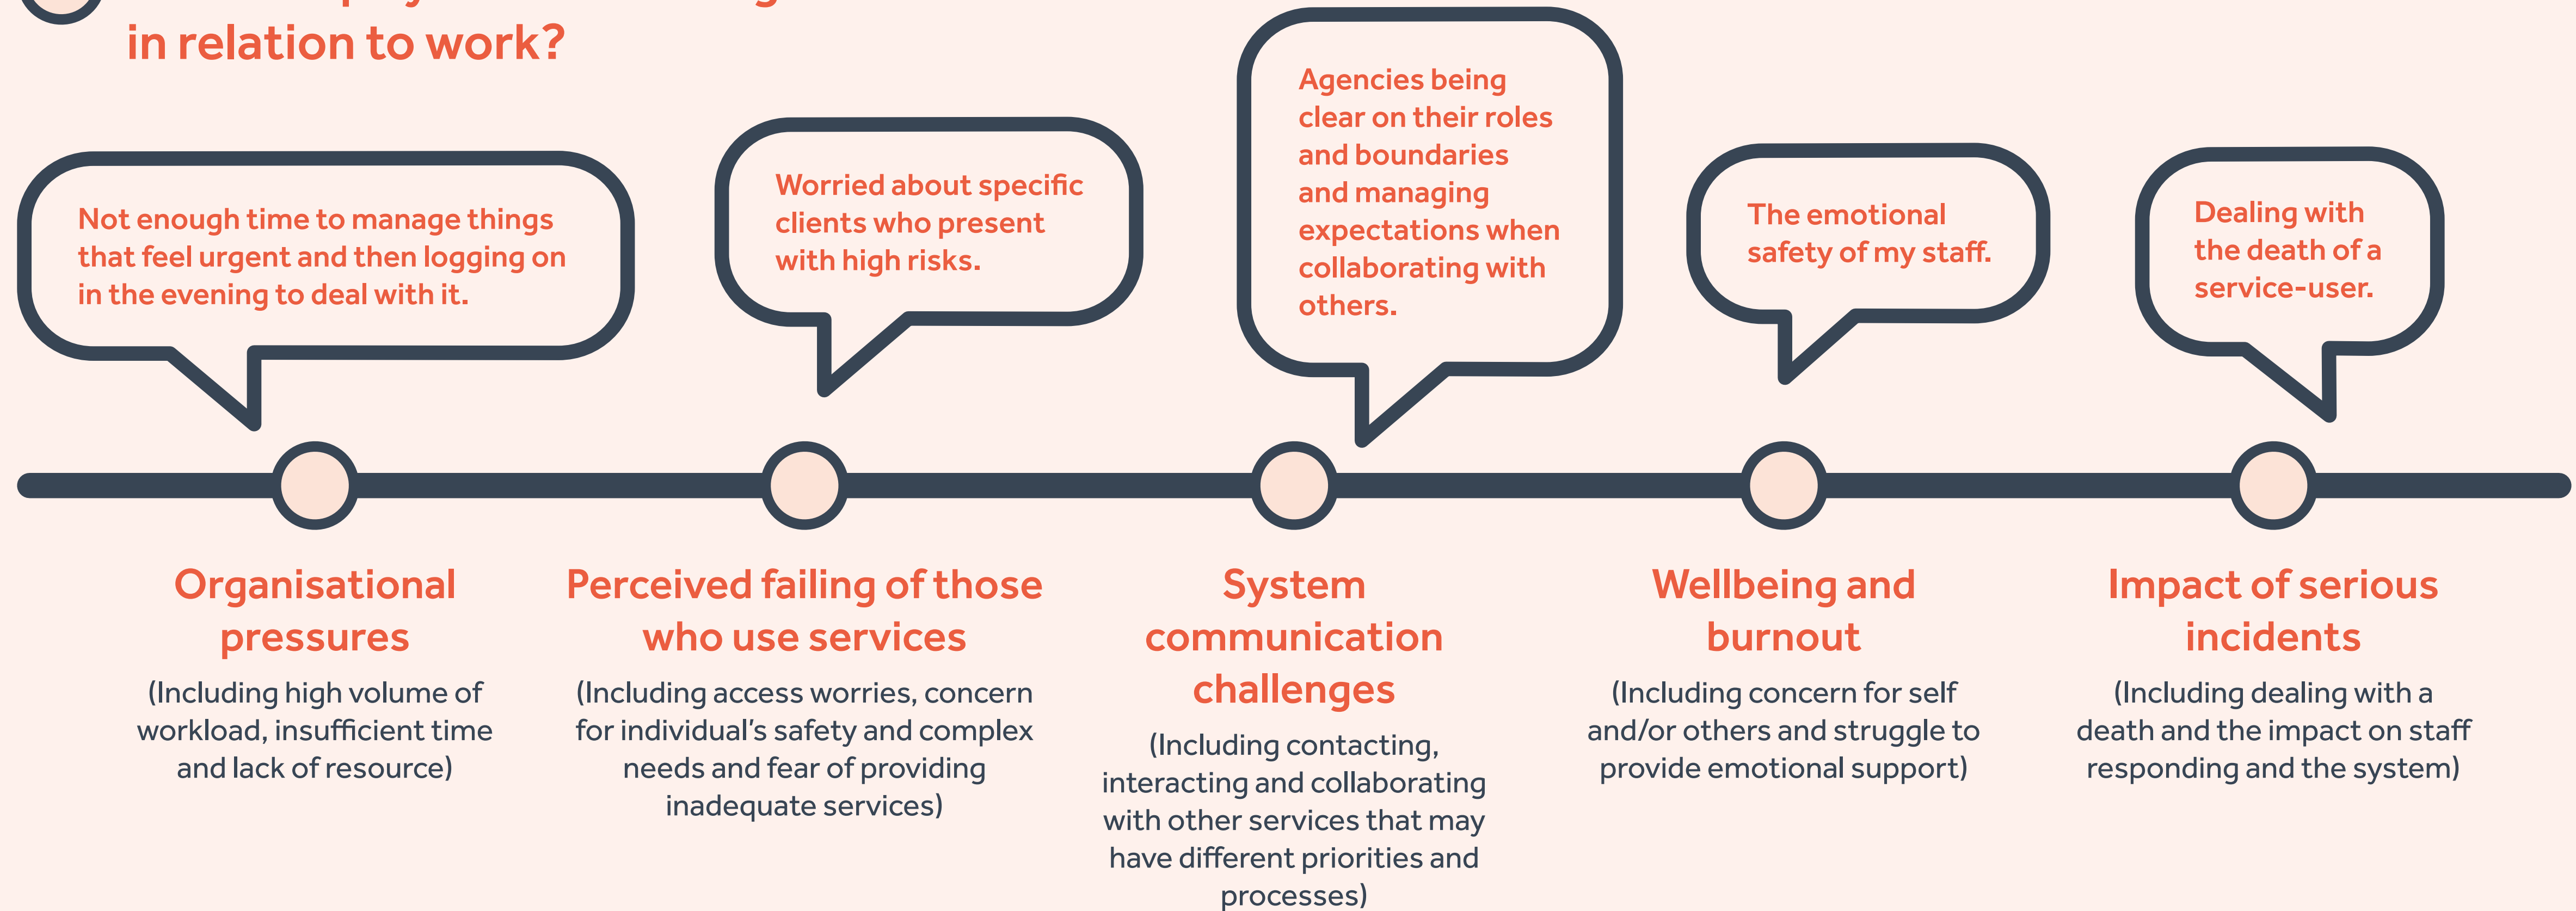 in relation to work?
Not enough time to manage things
that feel urgent and then logging on
in the evening to deal with it.
Worried about specific
clients who present
with high risks.
Agencies being
clear on their roles
and boundaries
and managing
expectations when
collaborating with
others.
The emotional
safety of my staff.
Dealing with
the death of a
service-user.
Organisational
pressures
(Including high volume of
workload, insufficient time
and lack of resource)
Perceived failing of those
who use services
(Including access worries, concern
for individual's safety and complex
needs and fear of providing
inadequate services)
System
communication
challenges
(Including contacting,
interacting and collaborating
with other services that may
have different priorities and
processes)
Wellbeing and
burnout
(Including concern for self
and/or others and struggle to
provide emotional support)
Impact of serious
incidents
(Including dealing with a
death and the impact on staff
responding and the system)